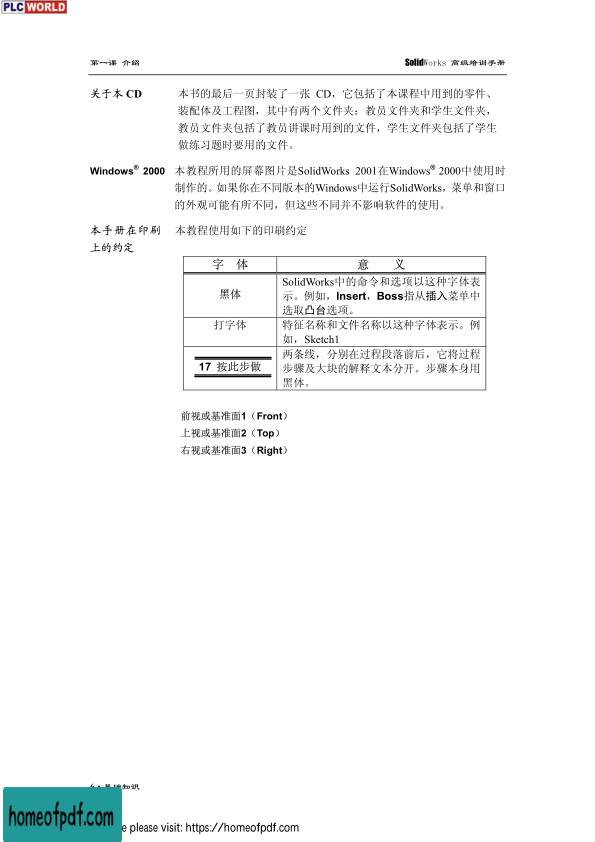 PLC WORLD
第一课 介绍
SolidWorks 高级培训手册
关于本 CD
本书的最后一页封装了一张 CD，它包括了本课程中用到的零件、
装配体及工程图，其中有两个文件夹：教员文件夹和学生文件夹，
教员文件夹包括了教员讲课时用到的文件，学生文件夹包括了学生
做练习题时要用的文件。
Windows® 2000
本教程所用的屏幕图片是SolidWorks 2001在Windows® 2000中使用时
制作的。如果你在不同版本的Windows中运行SolidWorks，菜单和窗口
的外观可能有所不同，但这些不同并不影响软件的使用。
本手册在印刷
上的约定
本教程使用如下的印刷约定
字 体
意 义
黑体
SolidWorks中的命令和选项以这种字体表
示。例如，Insert，Boss指从插入菜单中
选取凸台选项。
打字体
特征名称和文件名称以这种字体表示。例
如，Sketch1
17 按此步做
两条线，分别在过程段落前后，它将过程
步骤及大块的解释文本分开。步骤本身用
黑体。
前视或基准面1（Front）
上视或基准面2（Top）
右视或基准面3（Right）
基础知识
homeofpdf.com
e please visit: https://homeofpdf.com